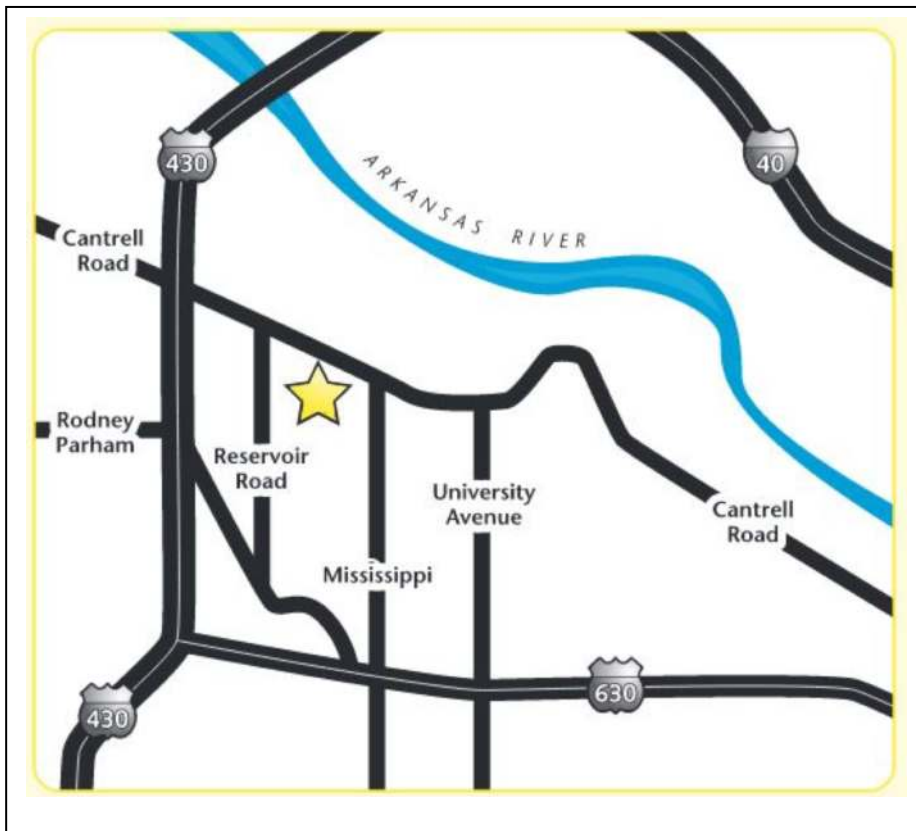 430
40
ARKANSAS RIVER
Cantrell
Road
Rodney
Parham
Reservoir
Road
University
Avenue
Cantrell
Road
Mississippi
630
430